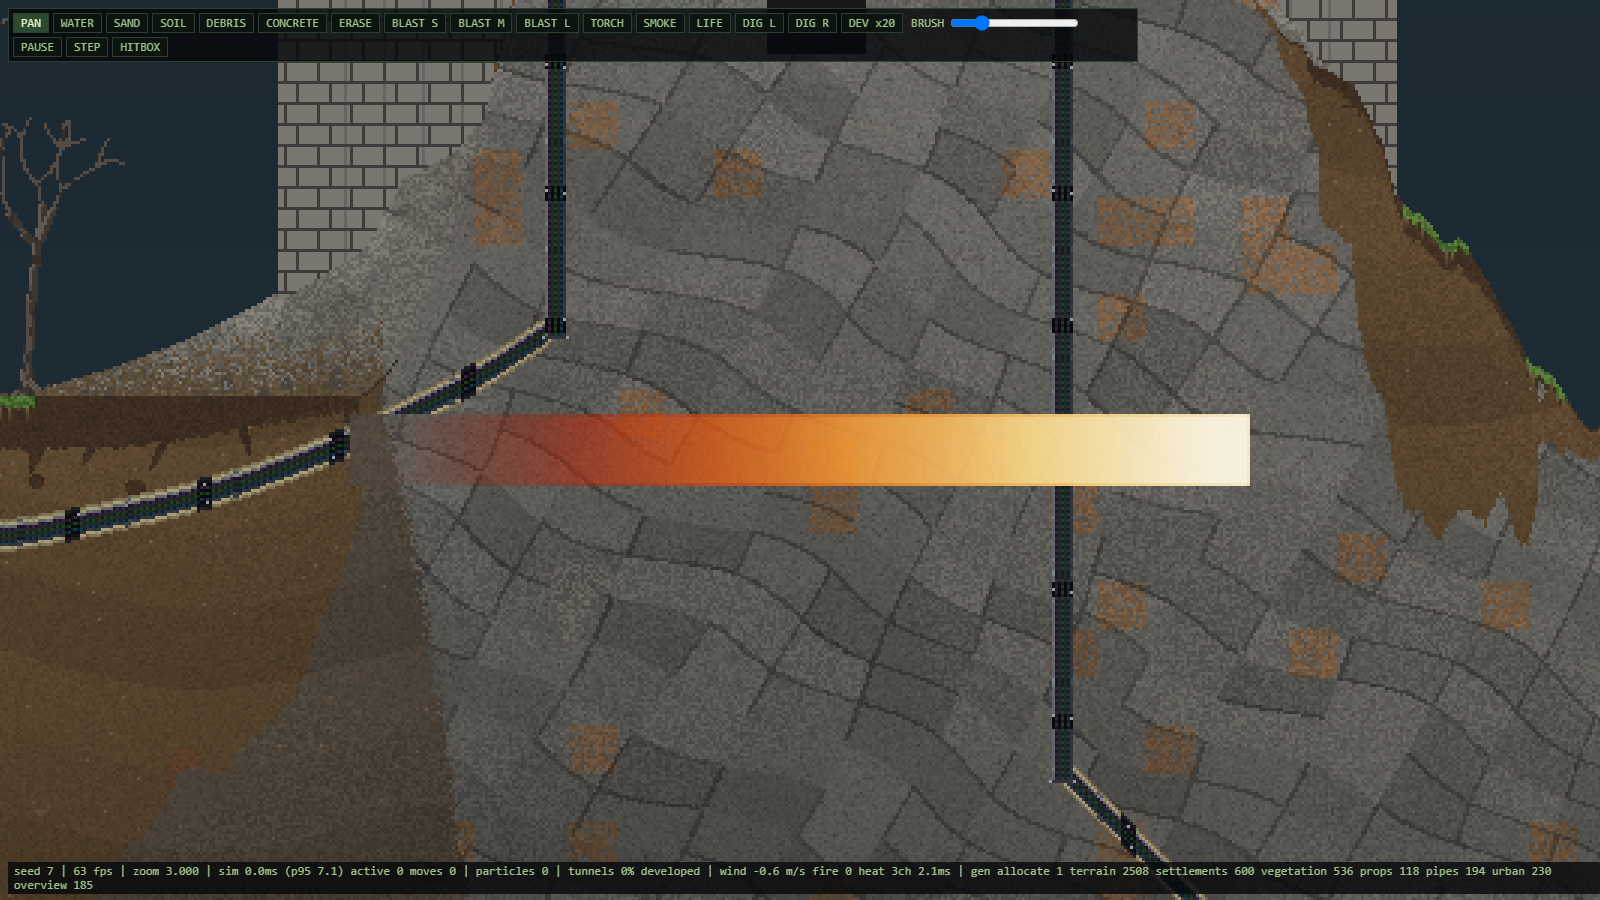 PAN WATER SAND SOIL DEBRIS CONCRETE ERASE BLAST S BLAST M BLAST L TORCH SMOKE LIFE DIG L DIG R DEV x20 BRUSH
PAUSE STEP HITBOX
seed 7 | 63 fps | zoom 3.000 | sim 0.0ms (p95 7.1) active 0 moves 0 | particles 0 | tunnels 0% developed | wind -0.6 m/s fire 0 heat 3ch 2.1ms | gen allocate 1 terrain 2508 settlements 600 vegetation 536 props 118 pipes 194 urban 230
overview 185